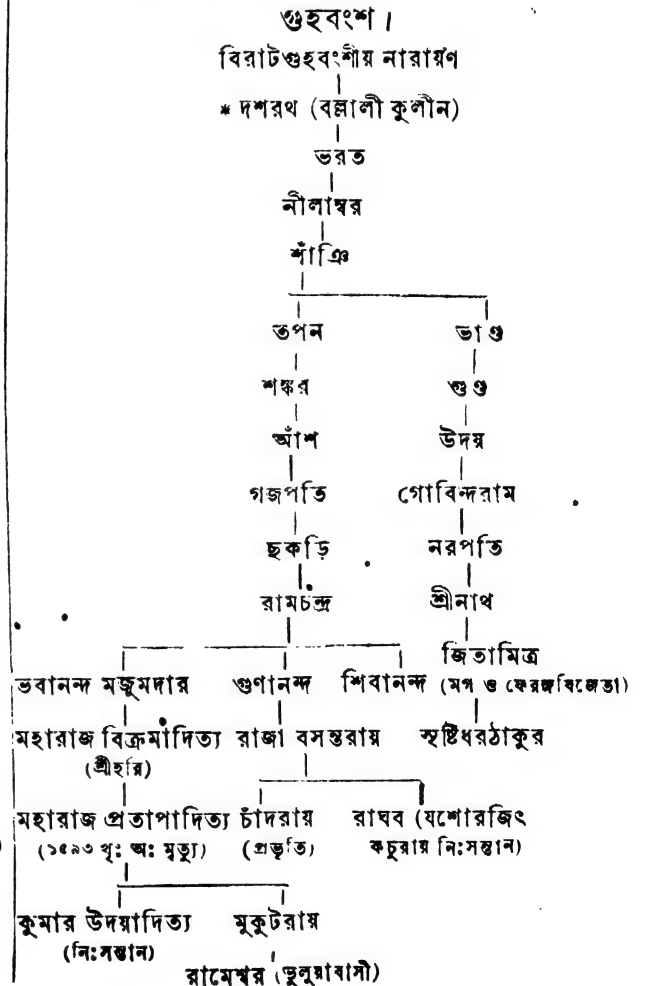 গুহবংশ।
বিরাটগুহবংশীয় নারায়ণ
* দশরথ (বল্লালী কুলীন)
ভরত
নীলাম্বর
শাঁঞি
তপন ভাণ্ড
শঙ্কর গুণ্ড
আঁশ উদয়
গজপতি গোবিন্দরাম
ছকড়ি নরপতি
রামচন্দ্র শ্রীনাথ
জিতামিত্র
ভবানন্দ মজুমদার গুণানন্দ শিবানন্দ (মগ ও ফেরঙ্গবিজেতা)
মহারাজ বিক্রমাদিত্য রাজা বসন্তরায় সৃষ্টিধরঠাকুর
(শ্রীহরি)
মহারাজ প্রতাপাদিত্য চাঁদরায় রাঘব (যশোরজিৎ
(১৫৯৩ খৃঃ অঃ মৃত্যু) (প্রভৃতি) কচুরায় নিঃসন্তান)
কুমার উদয়াদিত্য মুকুটরায়
(নিঃসন্তান)
রামেশ্বর (ভুলুয়াবাসী)